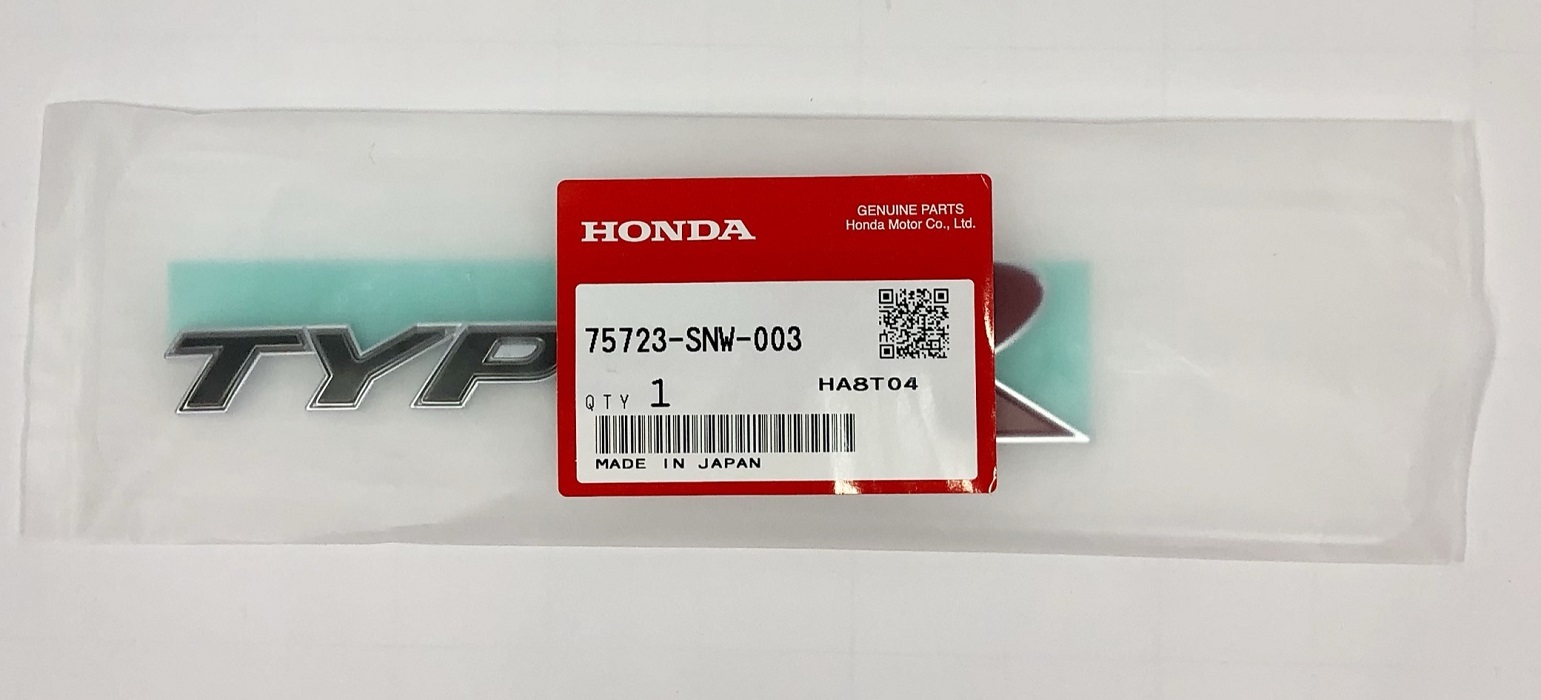 HONDA
GENUINE PARTS
Honda Motor Co., Ltd.
75723-SNW-003
HA8T04
QTY 1
MADE IN JAPAN
TYP R